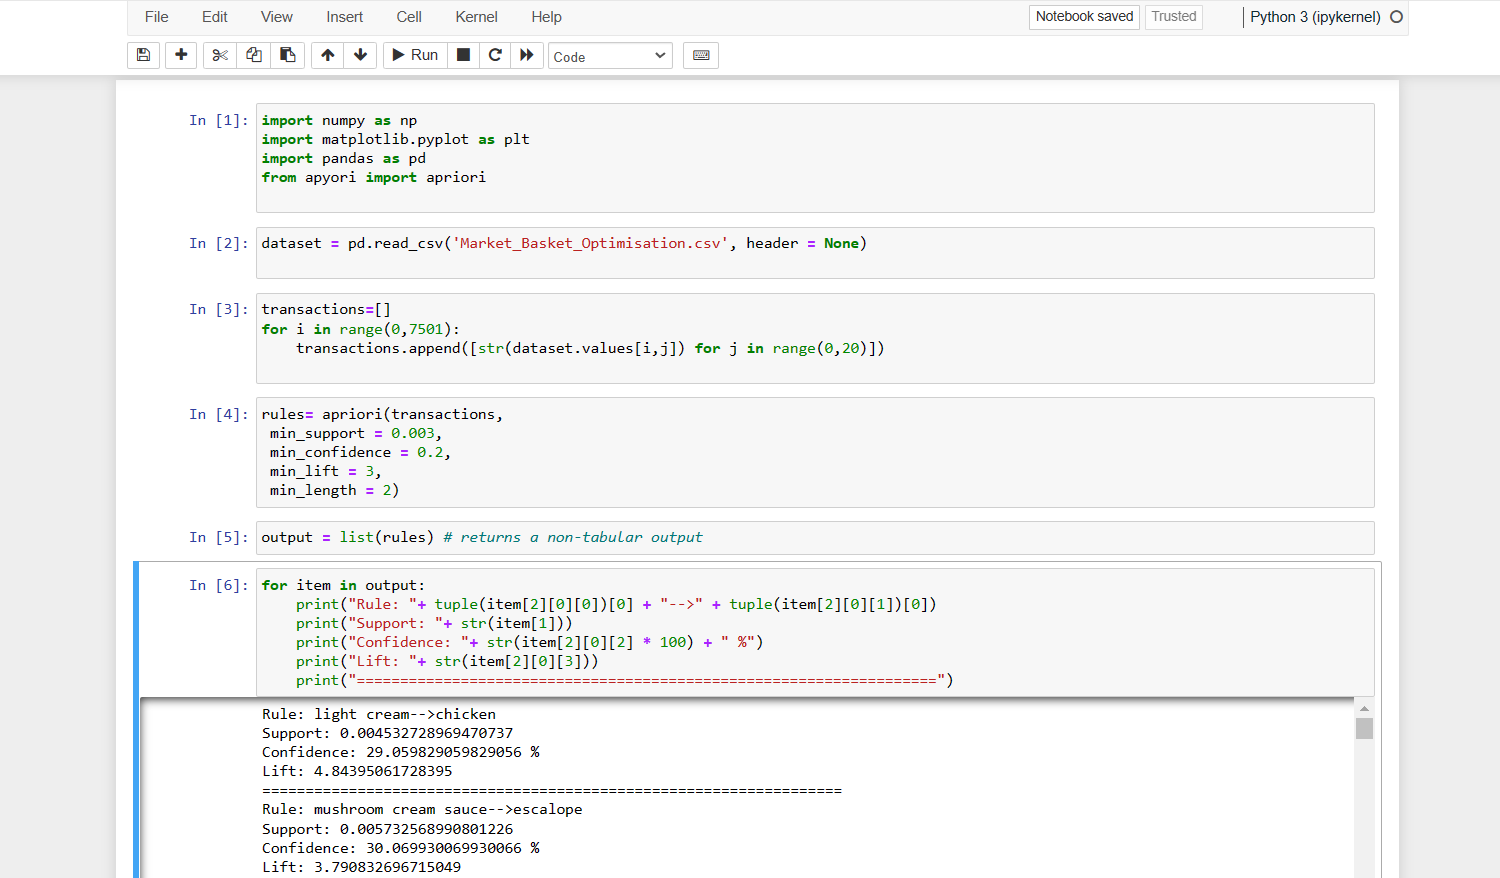 File Edit View Insert Cell Kernel Help Notebook saved Trusted Python 3 (ipykernel)
Run Code
In [1]: import numpy as np
import matplotlib.pyplot as plt
import pandas as pd
from apyori import apriori
In [2]: dataset = pd.read_csv('Market_Basket_Optimisation.csv', header = None)
In [3]: transactions=[]
for i in range(0,7501):
    transactions.append([str(dataset.values[i,j]) for j in range(0,20)])
In [4]: rules= apriori(transactions,
 min_support = 0.003,
 min_confidence = 0.2,
 min_lift = 3,
 min_length = 2)
In [5]: output = list(rules) # returns a non-tabular output
In [6]: for item in output:
    print("Rule: "+ tuple(item[2][0][0])[0] + "-->" + tuple(item[2][0][1])[0])
    print("Support: "+ str(item[1]))
    print("Confidence: "+ str(item[2][0][2] * 100) + " %")
    print("Lift: "+ str(item[2][0][3]))
    print("===================================================================")
Rule: light cream-->chicken
Support: 0.004532728969470737
Confidence: 29.059829059829056 %
Lift: 4.84395061728395
===================================================================
Rule: mushroom cream sauce-->escalope
Support: 0.005732568990801226
Confidence: 30.069930069930066 %
Lift: 3.790832696715049